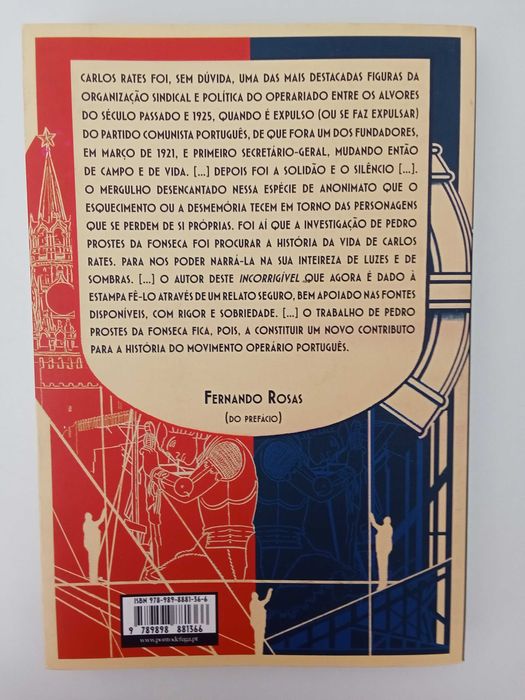 CARLOS RATES FOI, SEM DÚVIDA, UMA DAS MAIS DESTACADAS FIGURAS DA
ORGANIZAÇÃO SINDICAL E POLÍTICA DO OPERARIADO ENTRE OS ALVORES
DO SÉCULO PASSADO E 1925, QUANDO É EXPULSO (OU SE FAZ EXPULSAR)
DO PARTIDO COMUNISTA PORTUGUÊS, DE QUE FORA UM DOS FUNDADORES,
EM MARÇO DE 1921, E PRIMEIRO SECRETÁRIO-GERAL, MUDANDO ENTÃO
DE CAMPO E DE VIDA. [...] DEPOIS FOI A SOLIDÃO E O SILÊNCIO [...].
O MERGULHO DESENCANTADO NESSA ESPÉCIE DE ANONIMATO QUE O
ESQUECIMENTO OU A DESMEMÓRIA TECEM EM TORNO DAS PERSONAGENS
QUE SE PERDEM DE SI PRÓPRIAS. FOI AÍ QUE A INVESTIGAÇÃO DE PEDRO
PROSTES DA FONSECA FOI PROCURAR A HISTÓRIA DA VIDA DE CARLOS
RATES. PARA NOS PODER NARRÁ-LA NA SUA INTEIREZA DE LUZES E DE
SOMBRAS. [...] O AUTOR DESTE INCORRIGÍVEL QUE AGORA É DADO À
ESTAMPA FÊ-LO ATRAVÉS DE UM RELATO SEGURO, BEM APOIADO NAS FONTES
DISPONÍVEIS, COM RIGOR E SOBRIEDADE. [...] O TRABALHO DE PEDRO
PROSTES DA FONSECA FICA, POIS, A CONSTITUIR UM NOVO CONTRIBUTO
PARA A HISTÓRIA DO MOVIMENTO OPERÁRIO PORTUGUÊS.
FERNANDO ROSAS
(DO PREFÁCIO)
ISBN 978-989-8881-36-6
9 789898 881366
www.pontodefuga.pt